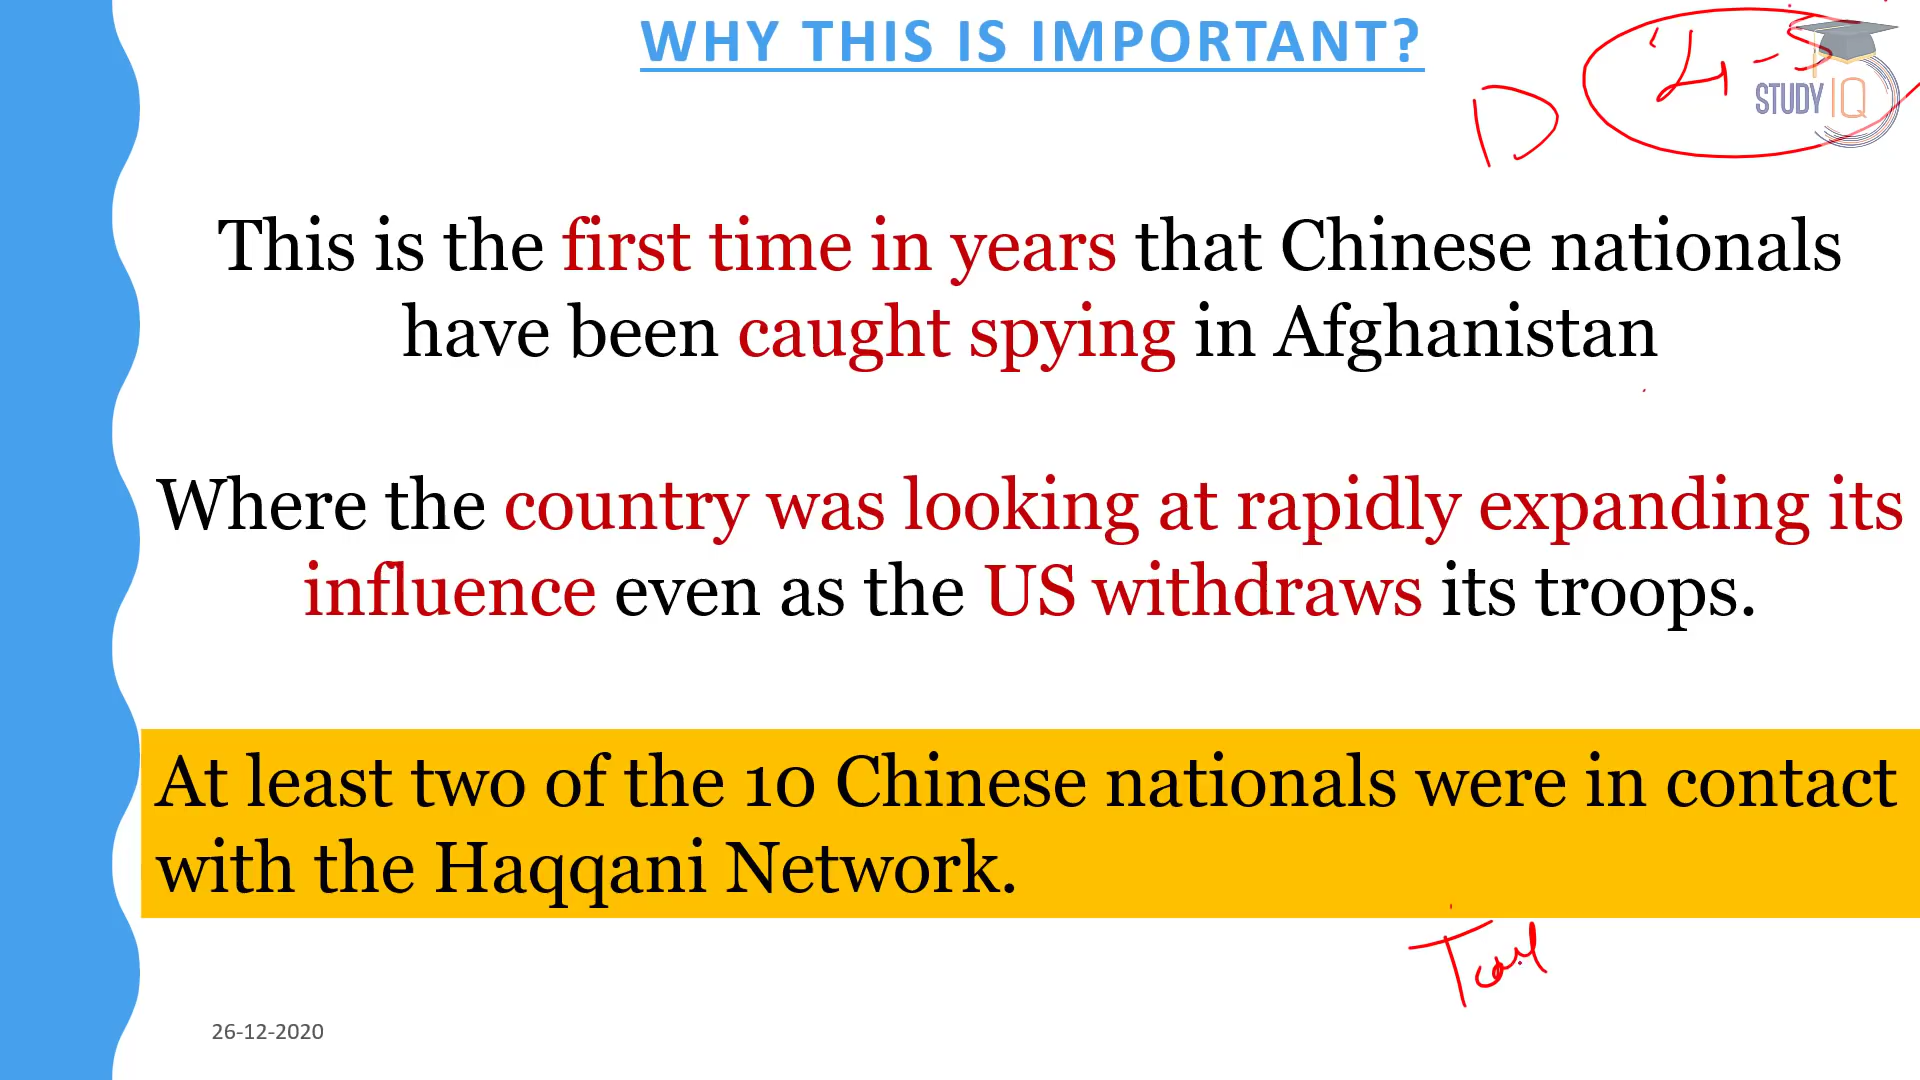 WHY THIS IS IMPORTANT?
D
STUDY IQ
This is the first time in years that Chinese nationals
have been caught spying in Afghanistan
Where the country was looking at rapidly expanding its
influence even as the US withdraws its troops.
At least two of the 10 Chinese nationals were in contact
with the Haqqani Network.
26-12-2020